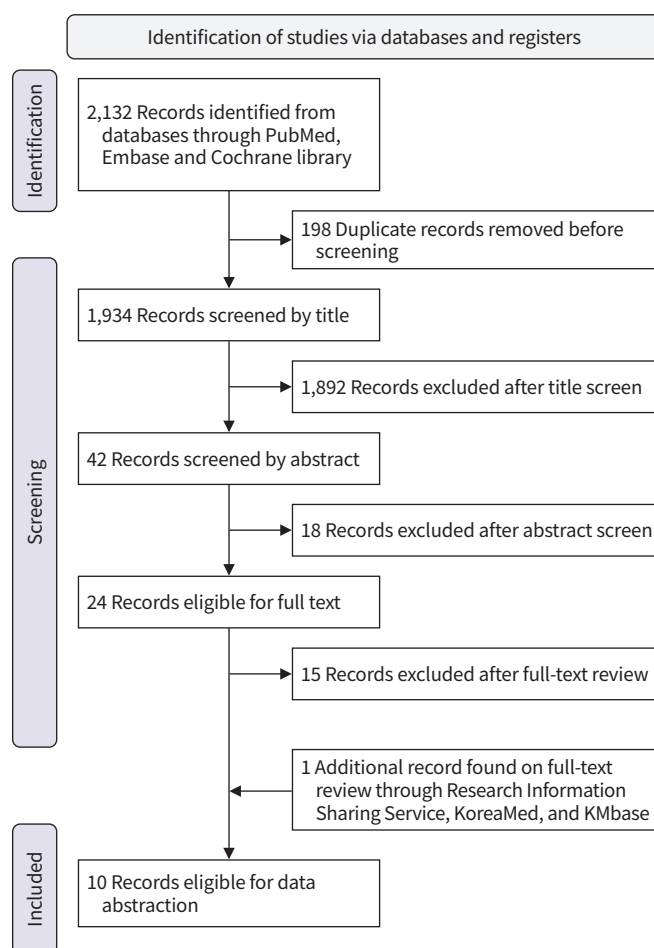 Identification of studies via databases and registers
Identification
2,132 Records identified from
databases through PubMed,
Embase and Cochrane library
198 Duplicate records removed before
screening
Screening
1,934 Records screened by title
1,892 Records excluded after title screen
42 Records screened by abstract
18 Records excluded after abstract screen
24 Records eligible for full text
15 Records excluded after full-text review
1 Additional record found on full-text
review through Research Information
Sharing Service, KoreaMed, and KMbase
Included
10 Records eligible for data
abstraction